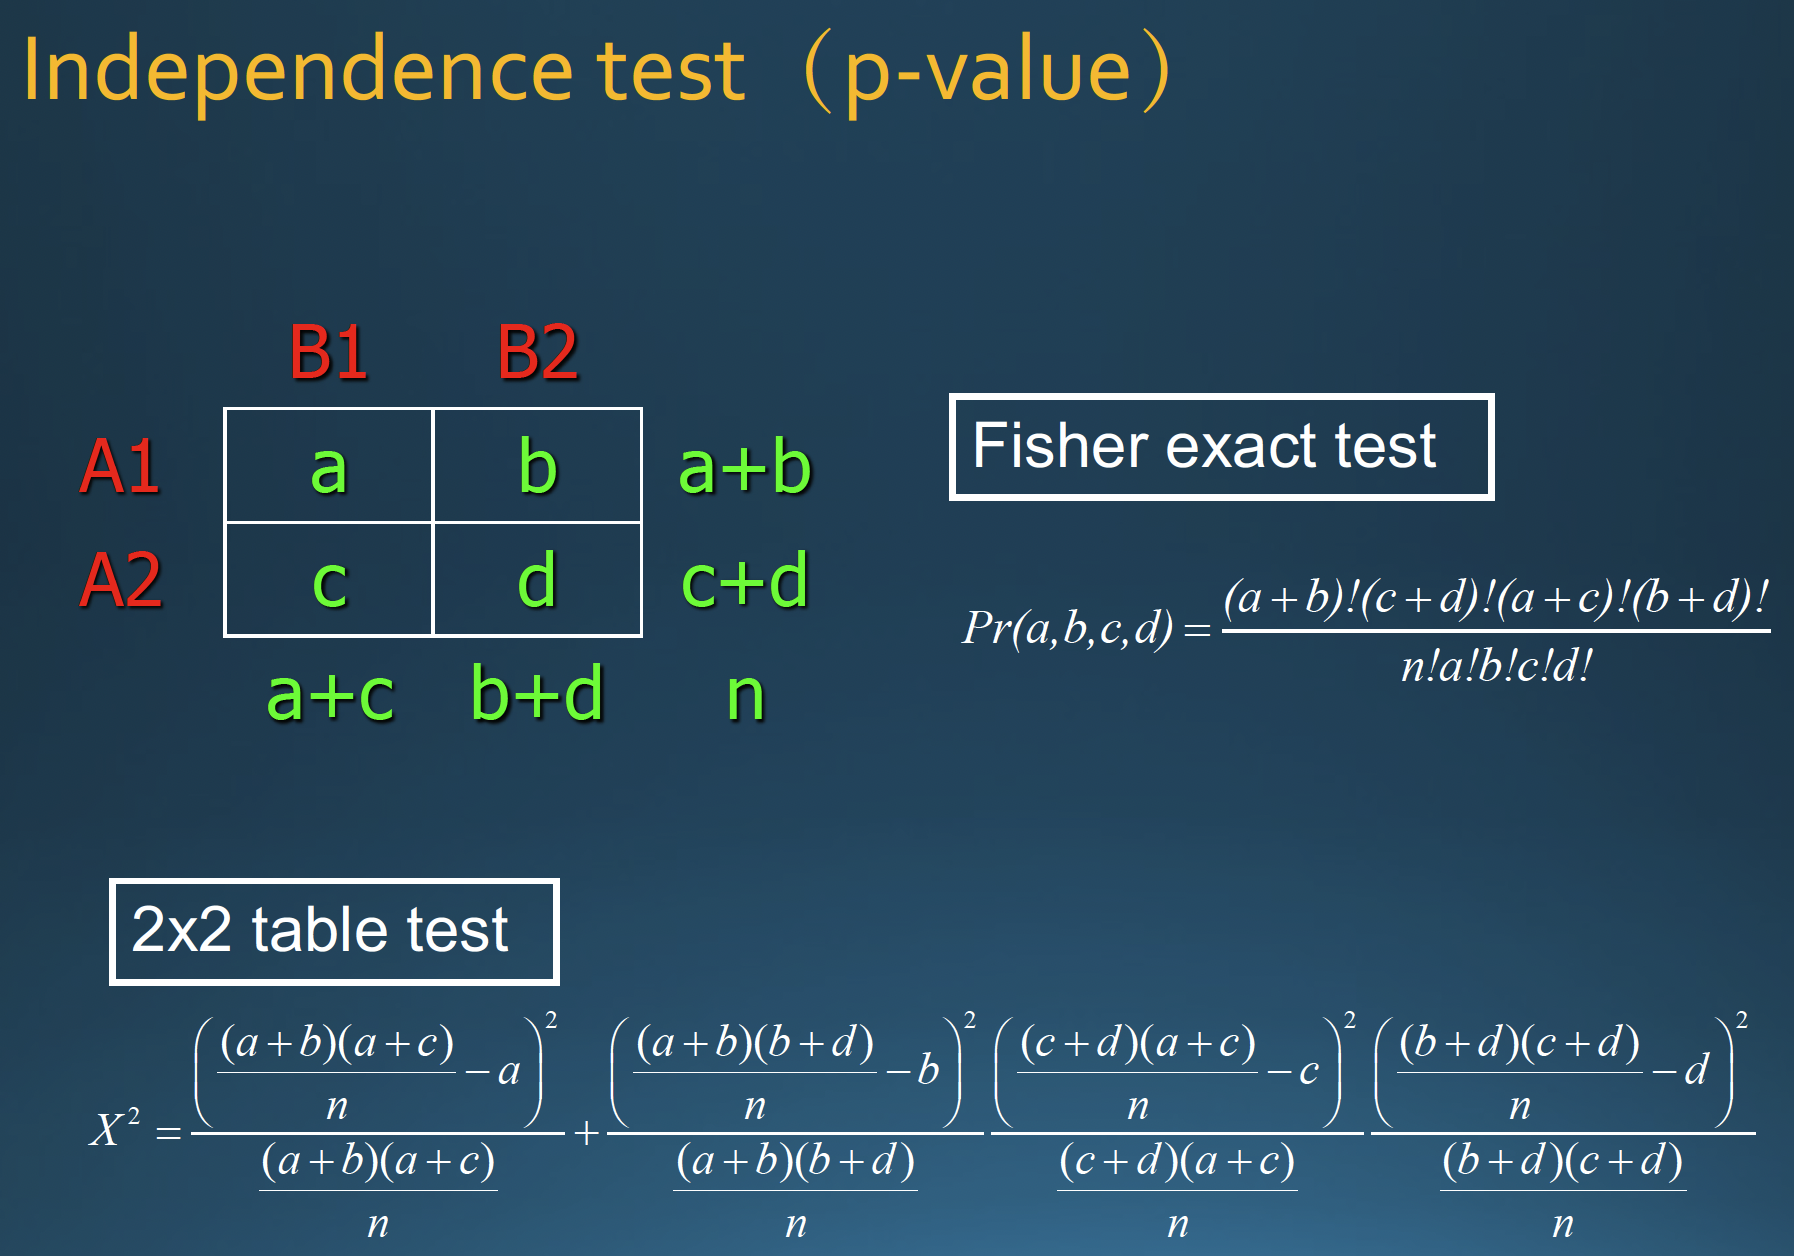 Independence test（p-value）
B1 B2
A1 a b a+b
A2 c d c+d
a+c b+d n
Fisher exact test
Pr(a,b,c,d) = \frac{(a+b)!(c+d)!(a+c)!(b+d)!}{n!a!b!c!d!}
2x2 table test
X^2 = \frac{\left(\frac{(a+b)(a+c)}{n}-a\right)^2}{\frac{(a+b)(a+c)}{n}} + \frac{\left(\frac{(a+b)(b+d)}{n}-b\right)^2}{\frac{(a+b)(b+d)}{n}} \frac{\left(\frac{(c+d)(a+c)}{n}-c\right)^2}{\frac{(c+d)(a+c)}{n}} \frac{\left(\frac{(b+d)(c+d)}{n}-d\right)^2}{\frac{(b+d)(c+d)}{n}}